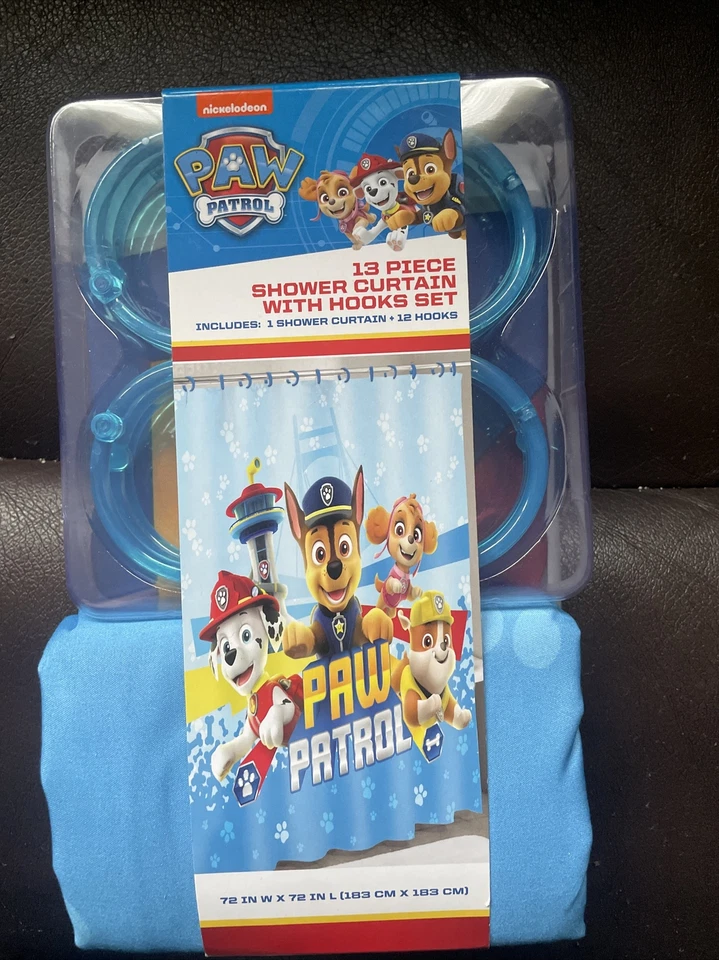 nickelodeon
PAW
PATROL
13 PIECE
SHOWER CURTAIN
WITH HOOKS SET
INCLUDES: 1 SHOWER CURTAIN + 12 HOOKS
PAW
PATROL
72 IN W X 72 IN L (183 CM X 183 CM)